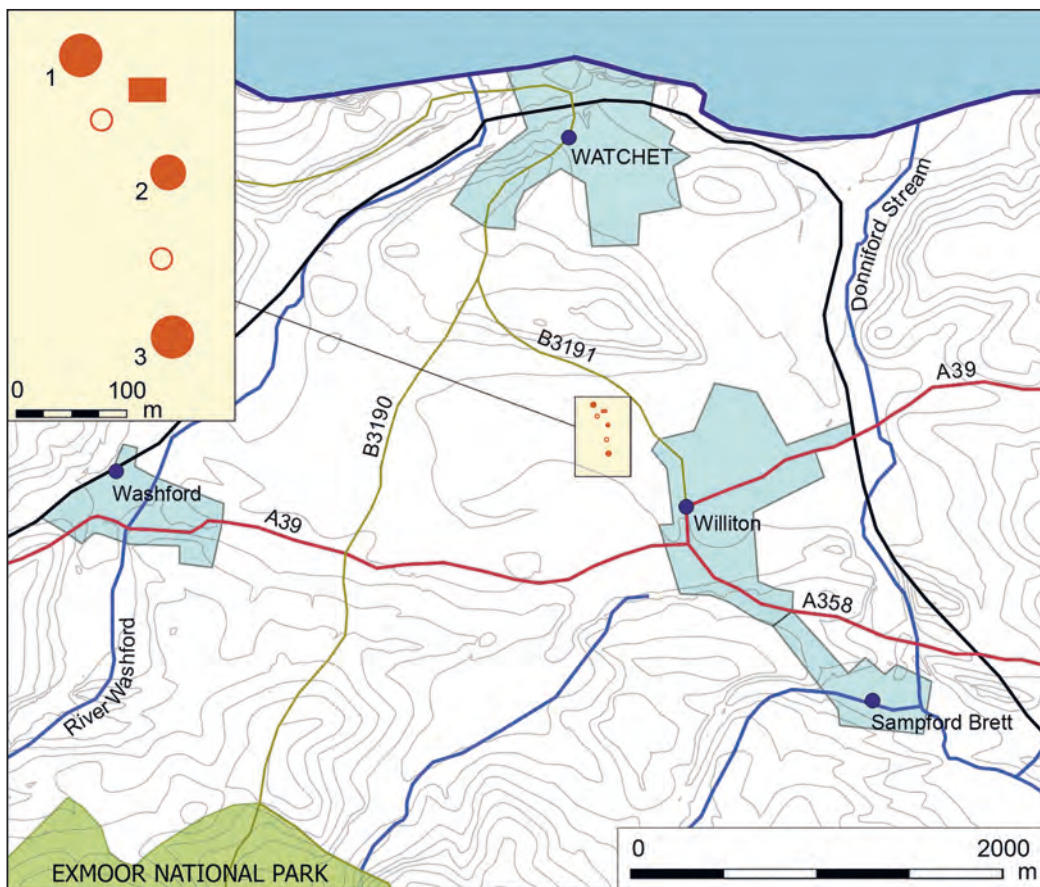 1
2
3
0 100
m
WATCHET
Donniford Stream
B3191
A39
B3190
Washford
A39
Williton
A358
River Washford
Sampford Brett
EXMOOR NATIONAL PARK
0 2000
m